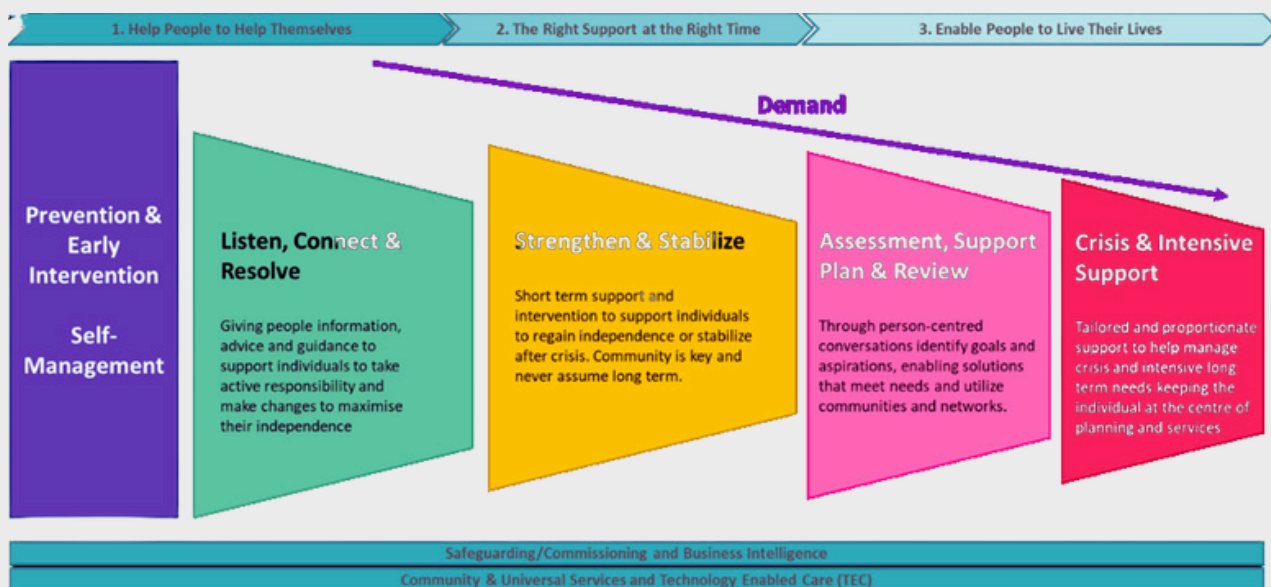 1. Help People to Help Themselves
2. The Right Support at the Right Time
3. Enable People to Live Their Lives
Demand
Prevention &
Early
Intervention
Self-
Management
Listen, Connect &
Resolve
Giving people information,
advice and guidance to
support individuals to take
active responsibility and
make changes to maximise
their independence
Strengthen & Stabilize
Short term support and
intervention to support individuals
to regain independence or stabilize
after crisis. Community is key and
never assume long term.
Assessment, Support
Plan & Review
Through person-centred
conversations identify goals and
aspirations, enabling solutions
that meet needs and utilize
communities and networks.
Crisis & Intensive
Support
Tailored and proportionate
support to help manage
crisis and intensive long
term needs keeping the
individual at the centre of
planning and services
Safeguarding/Commissioning and Business Intelligence
Community & Universal Services and Technology Enabled Care (TEC)